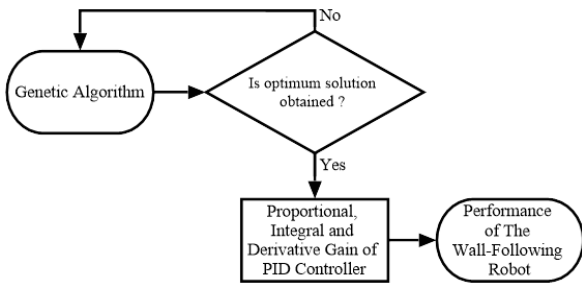 No
Genetic Algorithm
Is optimum solution
obtained ?
Yes
Proportional,
Integral and
Derivative Gain of
PID Controller
Performance
of The
Wall-Following
Robot